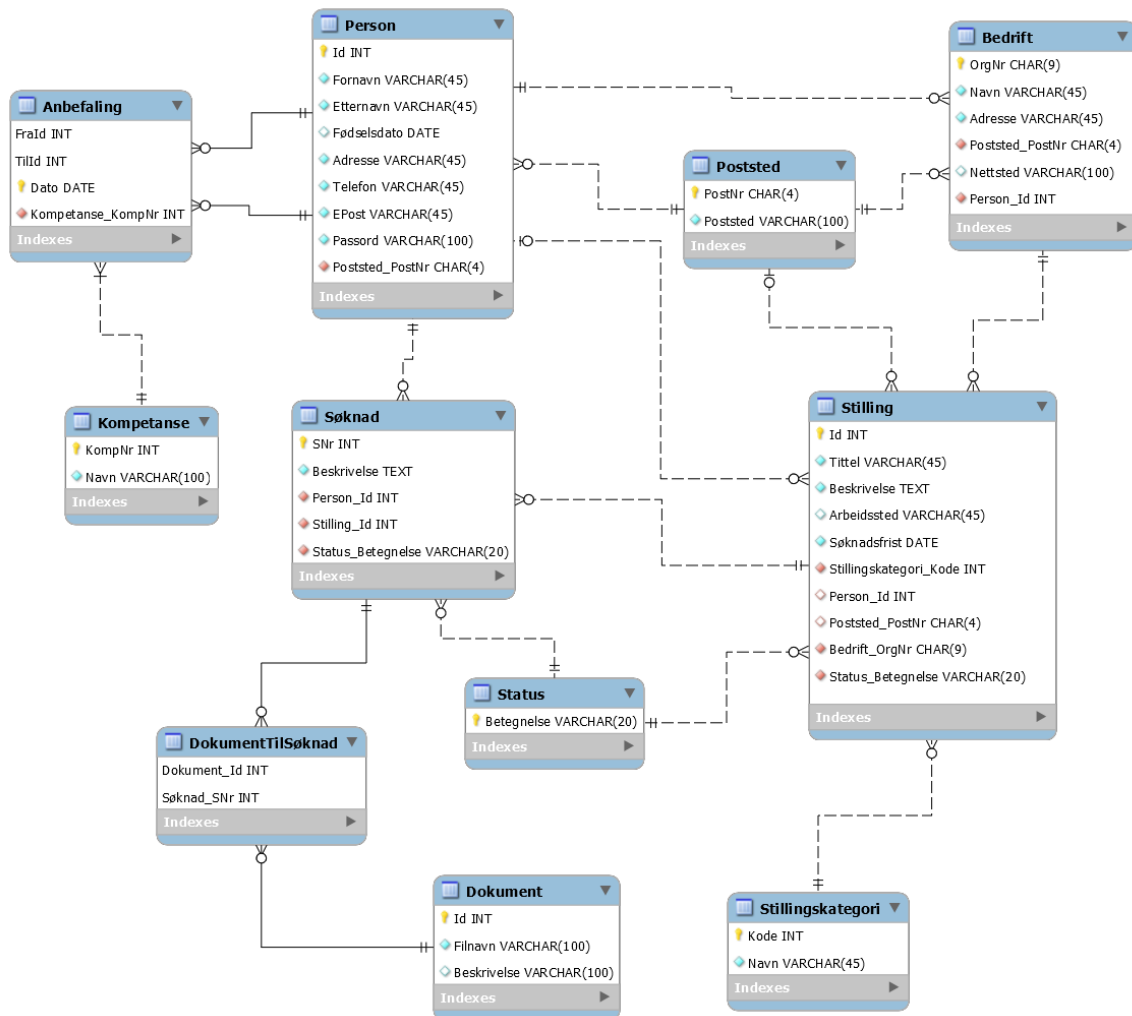 Person
Id INT
Fornavn VARCHAR(45)
Etternavn VARCHAR(45)
Fødselsdato DATE
Adresse VARCHAR(45)
Telefon VARCHAR(45)
EPost VARCHAR(45)
Passord VARCHAR(100)
Poststed_PostNr CHAR(4)
Indexes
Bedrift
OrgNr CHAR(9)
Navn VARCHAR(45)
Adresse VARCHAR(45)
Poststed_PostNr CHAR(4)
Nettsted VARCHAR(100)
Person_Id INT
Indexes
Anbefaling
FraId INT
TilId INT
Dato DATE
Kompetanse_KompNr INT
Indexes
Poststed
PostNr CHAR(4)
Poststed VARCHAR(100)
Indexes
Kompetanse
KompNr INT
Navn VARCHAR(100)
Indexes
Søknad
SNr INT
Beskrivelse TEXT
Person_Id INT
Stilling_Id INT
Status_Betegnelse VARCHAR(20)
Indexes
Stilling
Id INT
Tittel VARCHAR(45)
Beskrivelse TEXT
Arbeidssted VARCHAR(45)
Søknadsfrist DATE
Stillingskategori_Kode INT
Person_Id INT
Poststed_PostNr CHAR(4)
Bedrift_OrgNr CHAR(9)
Status_Betegnelse VARCHAR(20)
Indexes
Status
Betegnelse VARCHAR(20)
Indexes
DokumentTilSøknad
Dokument_Id INT
Søknad_SNr INT
Indexes
Dokument
Id INT
Filnavn VARCHAR(100)
Beskrivelse VARCHAR(100)
Indexes
Stillingskategori
Kode INT
Navn VARCHAR(45)
Indexes